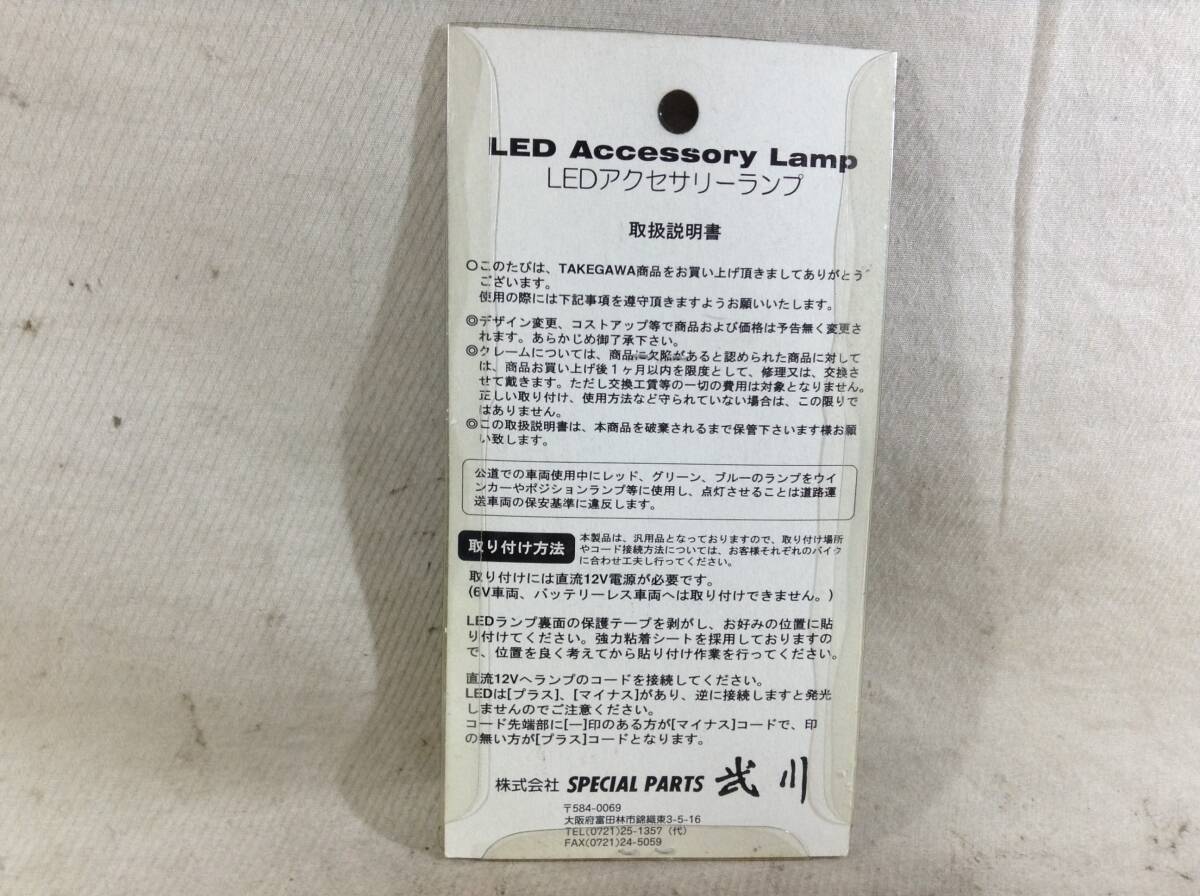 LED Accessory Lamp
LEDアクセサリーランプ
取扱説明書
○このたびは、TAKEGAWA商品をお買い上げ頂きましてありがとう
ございます。
使用の際には下記事項を遵守頂きますようお願いいたします。
◎デザイン変更、コストアップ等で商品および価格は予告無く変更さ
れます。あらかじめ御了承下さい。
◎クレームについては、商品に欠陥があると認められた商品に対して
は、商品お買い上げ後1ヶ月以内を限度として、修理又は、交換さ
せて戴きます。ただし交換工賃等の一切の費用は対象となりません。
正しい取り付け、使用方法など守られていない場合は、この限りで
はありません。
◎この取扱説明書は、本商品を破棄されるまで保管下さいます様お願
い致します。
公道での車両使用中にレッド、グリーン、ブルーのランプをウイ
ンカーやポジションランプ等に使用し、点灯させることは道路運
送車両の保安基準に違反します。
取り付け方法
本製品は、汎用品となっておりますので、取り付け場所
やコード接続方法については、お客様それぞれのバイク
に合わせ工夫し行ってください。
取り付けには直流12V電源が必要です。
(6V車両、バッテリーレス車両へは取り付けできません。)
LEDランプ裏面の保護テープを剥がし、お好みの位置に貼
り付けてください。強力粘着シートを採用しておりますの
で、位置を良く考えてから貼り付け作業を行ってください。
直流12Vへランプのコードを接続してください。
LEDは[プラス]、[マイナス]があり、逆に接続しますと発光
しませんのでご注意ください。
コード先端部に[—]印のある方が[マイナス]コードで、印
の無い方が[プラス]コードとなります。
株式会社 SPECIAL PARTS 武川
〒584-0069
大阪府富田林市錦織東3-5-16
TEL(0721)25-1357（代）
FAX(0721)24-5059